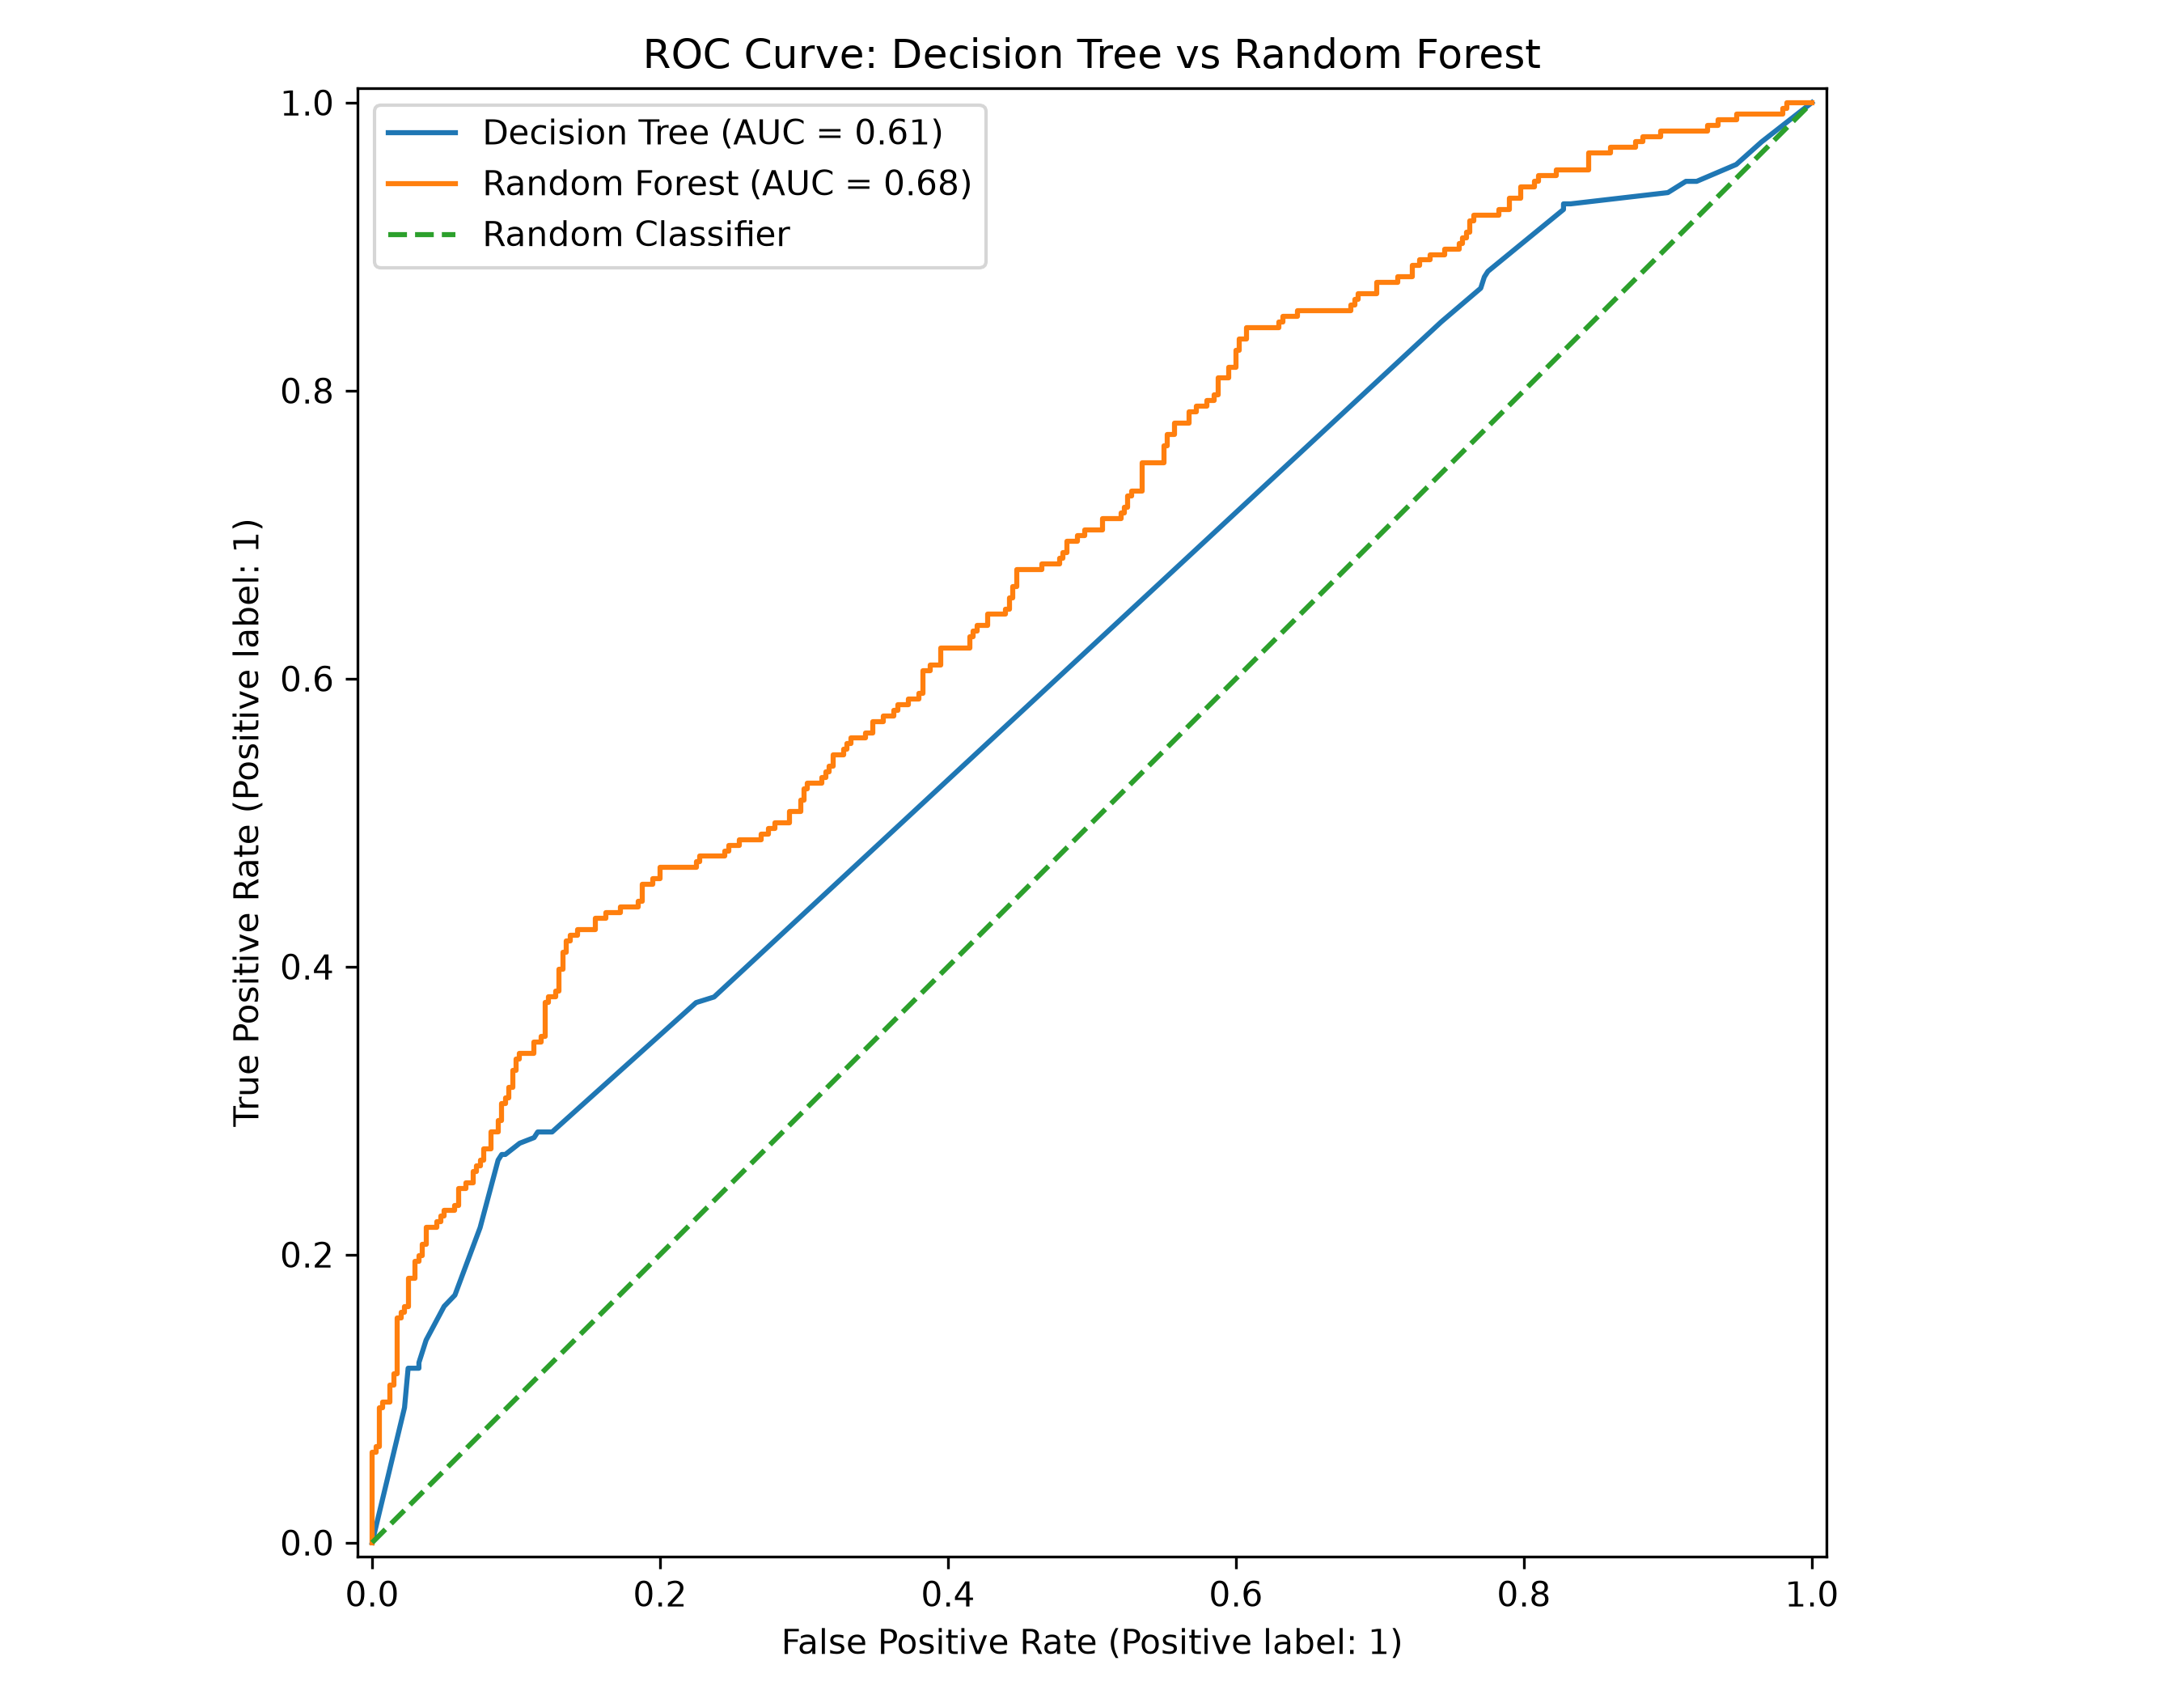 ROC Curve: Decision Tree vs Random Forest
Decision Tree (AUC = 0.61)
Random Forest (AUC = 0.68)
Random Classifier
True Positive Rate (Positive label: 1)
1.0
0.8
0.6
0.4
0.2
0.0
0.0 0.2 0.4 0.6 0.8 1.0
False Positive Rate (Positive label: 1)